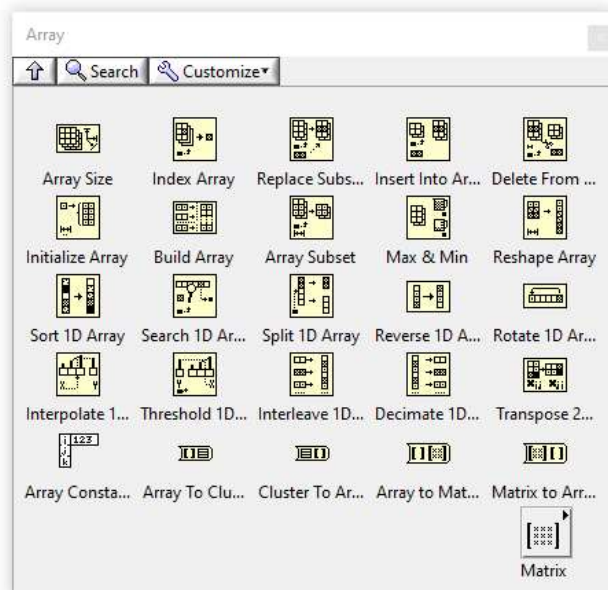 Array
Search Customize
Array Size Index Array Replace Subs... Insert Into Ar... Delete From ...
Initialize Array Build Array Array Subset Max & Min Reshape Array
Sort 1D Array Search 1D Ar... Split 1D Array Reverse 1D A... Rotate 1D Ar...
Interpolate 1... Threshold 1D... Interleave 1D... Decimate 1D... Transpose 2...
Array Consta... Array To Clu... Cluster To Ar... Array to Mat... Matrix to Arr...
Matrix